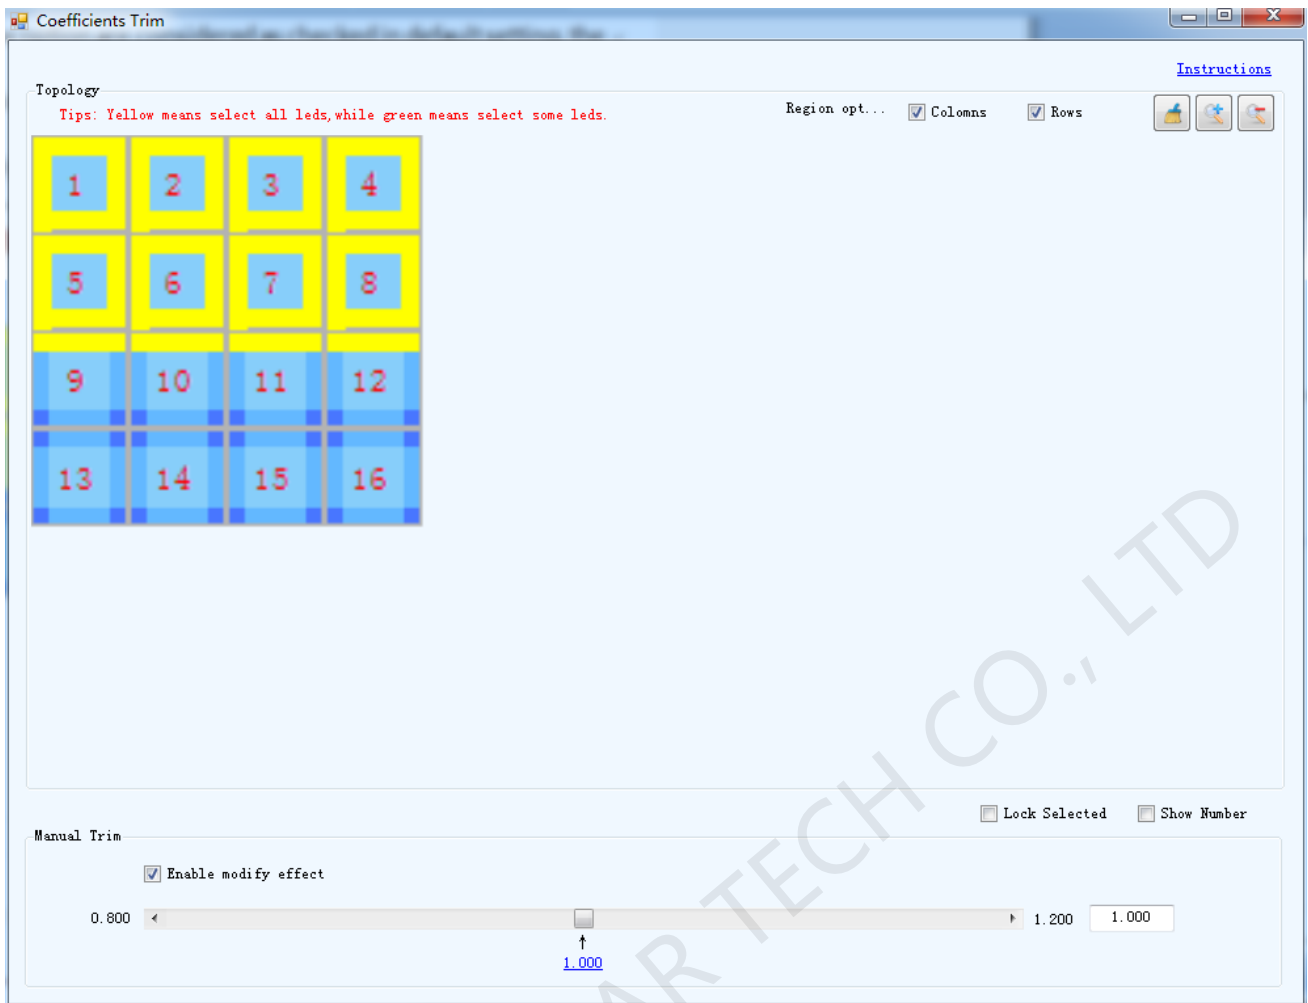 Coefficients Trim
Instructions
Topology
Tips: Yellow means select all leds,while green means select some leds.
Region opt... Colomns Rows
1 2 3 4
5 6 7 8
9 10 11 12
13 14 15 16
Lock Selected Show Number
Manual Trim
Enable modify effect
0.800 1.200 1.000
1.000
AR TECH CO., LTD